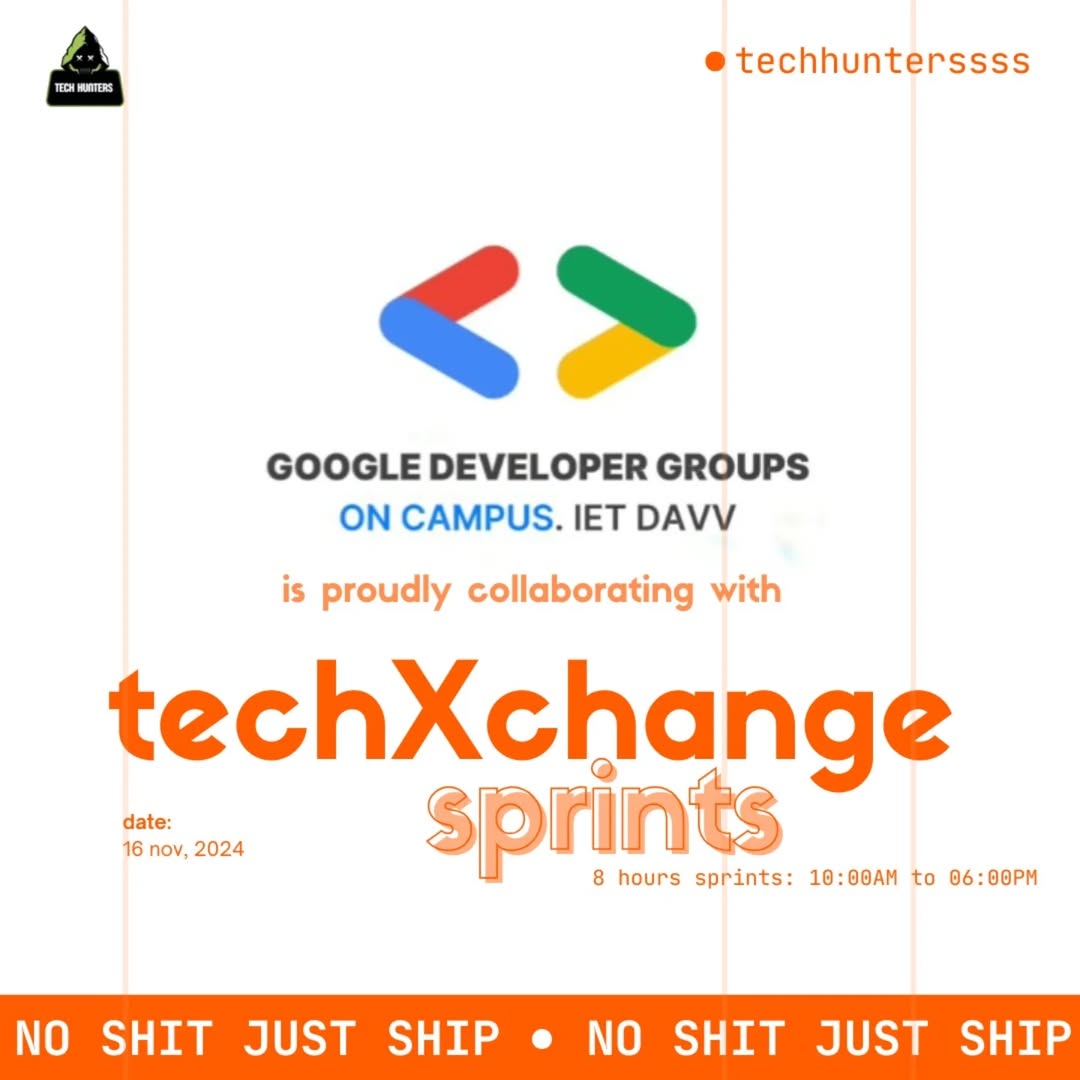 TECH HUNTERS
techhunterssss
GOOGLE DEVELOPER GROUPS
ON CAMPUS. IET DAVV
is proudly collaborating with
techXchange
sprints
date:
16 nov, 2024
8 hours sprints: 10:00AM to 06:00PM
NO SHIT JUST SHIP • NO SHIT JUST SHIP